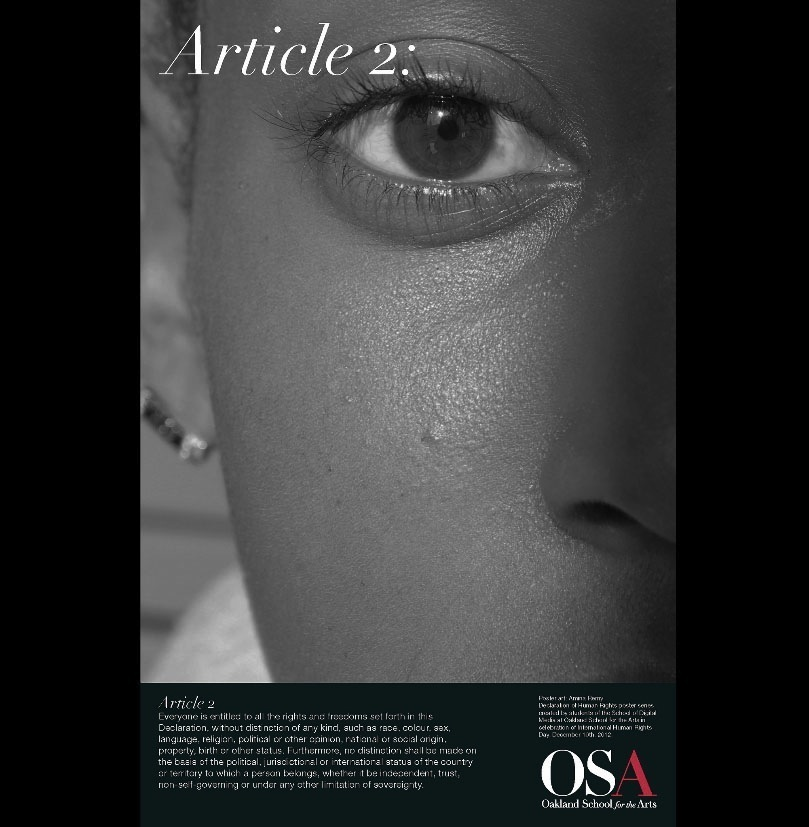 Article 2:
Article 2
Everyone is entitled to all the rights and freedoms set forth in this
Declaration, without distinction of any kind, such as race, colour, sex,
language, religion, political or other opinion, national or social origin,
property, birth or other status. Furthermore, no distinction shall be made on
the basis of the political, jurisdictional or international status of the country
or territory to which a person belongs, whether it be independent, trust,
non-self-governing or under any other limitation of sovereignty.
Poster art: Amina
Declaration of Human Rights poster series
created by students of the School of Digital
Media at Oakland School for the Arts in
celebration of International Human Rights
Day, December 10th, 2012
OSA
Oakland School for the Arts